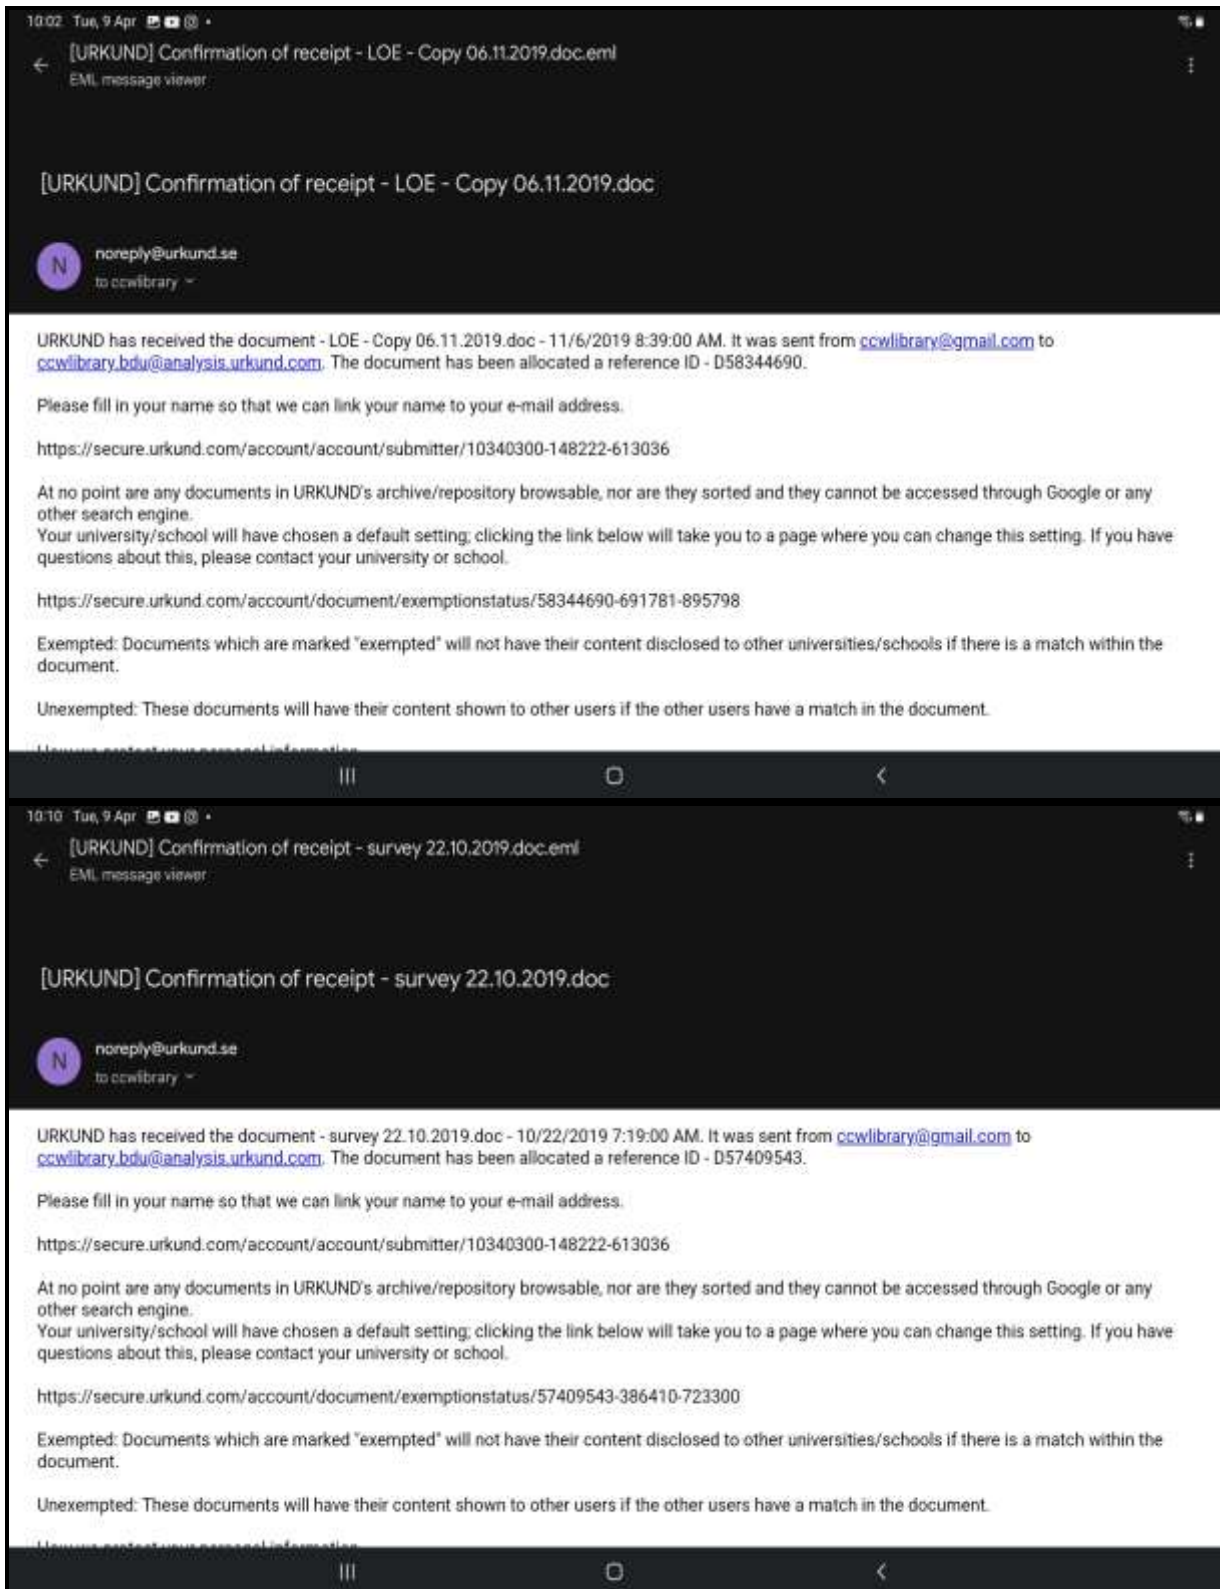 10:02 Tue, 9 Apr
[URKUND] Confirmation of receipt - LOE - Copy 06.11.2019.doc.eml
EML message viewer
[URKUND] Confirmation of receipt - LOE - Copy 06.11.2019.doc
N
noreply@urkund.se
to ccwlibrary
URKUND has received the document - LOE - Copy 06.11.2019.doc - 11/6/2019 8:39:00 AM. It was sent from ccwlibrary@gmail.com to
ccwlibrary.bdu@analysis.urkund.com. The document has been allocated a reference ID - D58344690.
Please fill in your name so that we can link your name to your e-mail address.
https://secure.urkund.com/account/account/submitter/10340300-148222-613036
At no point are any documents in URKUND's archive/repository browsable, nor are they sorted and they cannot be accessed through Google or any
other search engine.
Your university/school will have chosen a default setting; clicking the link below will take you to a page where you can change this setting. If you have
questions about this, please contact your university or school.
https://secure.urkund.com/account/document/exemptionstatus/58344690-691781-895798
Exempted: Documents which are marked "exempted" will not have their content disclosed to other universities/schools if there is a match within the
document.
Unexempted: These documents will have their content shown to other users if the other users have a match in the document.
How we protect your personal information
10:10 Tue, 9 Apr
[URKUND] Confirmation of receipt - survey 22.10.2019.doc.eml
EML message viewer
[URKUND] Confirmation of receipt - survey 22.10.2019.doc
N
noreply@urkund.se
to ccwlibrary
URKUND has received the document - survey 22.10.2019.doc - 10/22/2019 7:19:00 AM. It was sent from ccwlibrary@gmail.com to
ccwlibrary.bdu@analysis.urkund.com. The document has been allocated a reference ID - D57409543.
Please fill in your name so that we can link your name to your e-mail address.
https://secure.urkund.com/account/account/submitter/10340300-148222-613036
At no point are any documents in URKUND's archive/repository browsable, nor are they sorted and they cannot be accessed through Google or any
other search engine.
Your university/school will have chosen a default setting; clicking the link below will take you to a page where you can change this setting. If you have
questions about this, please contact your university or school.
https://secure.urkund.com/account/document/exemptionstatus/57409543-386410-723300
Exempted: Documents which are marked "exempted" will not have their content disclosed to other universities/schools if there is a match within the
document.
Unexempted: These documents will have their content shown to other users if the other users have a match in the document.